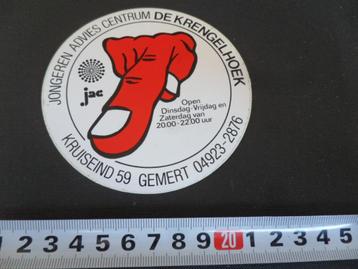 JONGEREN ADVIES CENTRUM DE KRENGELHOEK
jac
Open
Dinsdag-Vrijdag en
Zaterdag van
20.00-22.00 uur
KRUISEIND 59 GEMERT 04923-2876
1 2 3 4 5 6 7 8 9 20 1 2 3 4 5